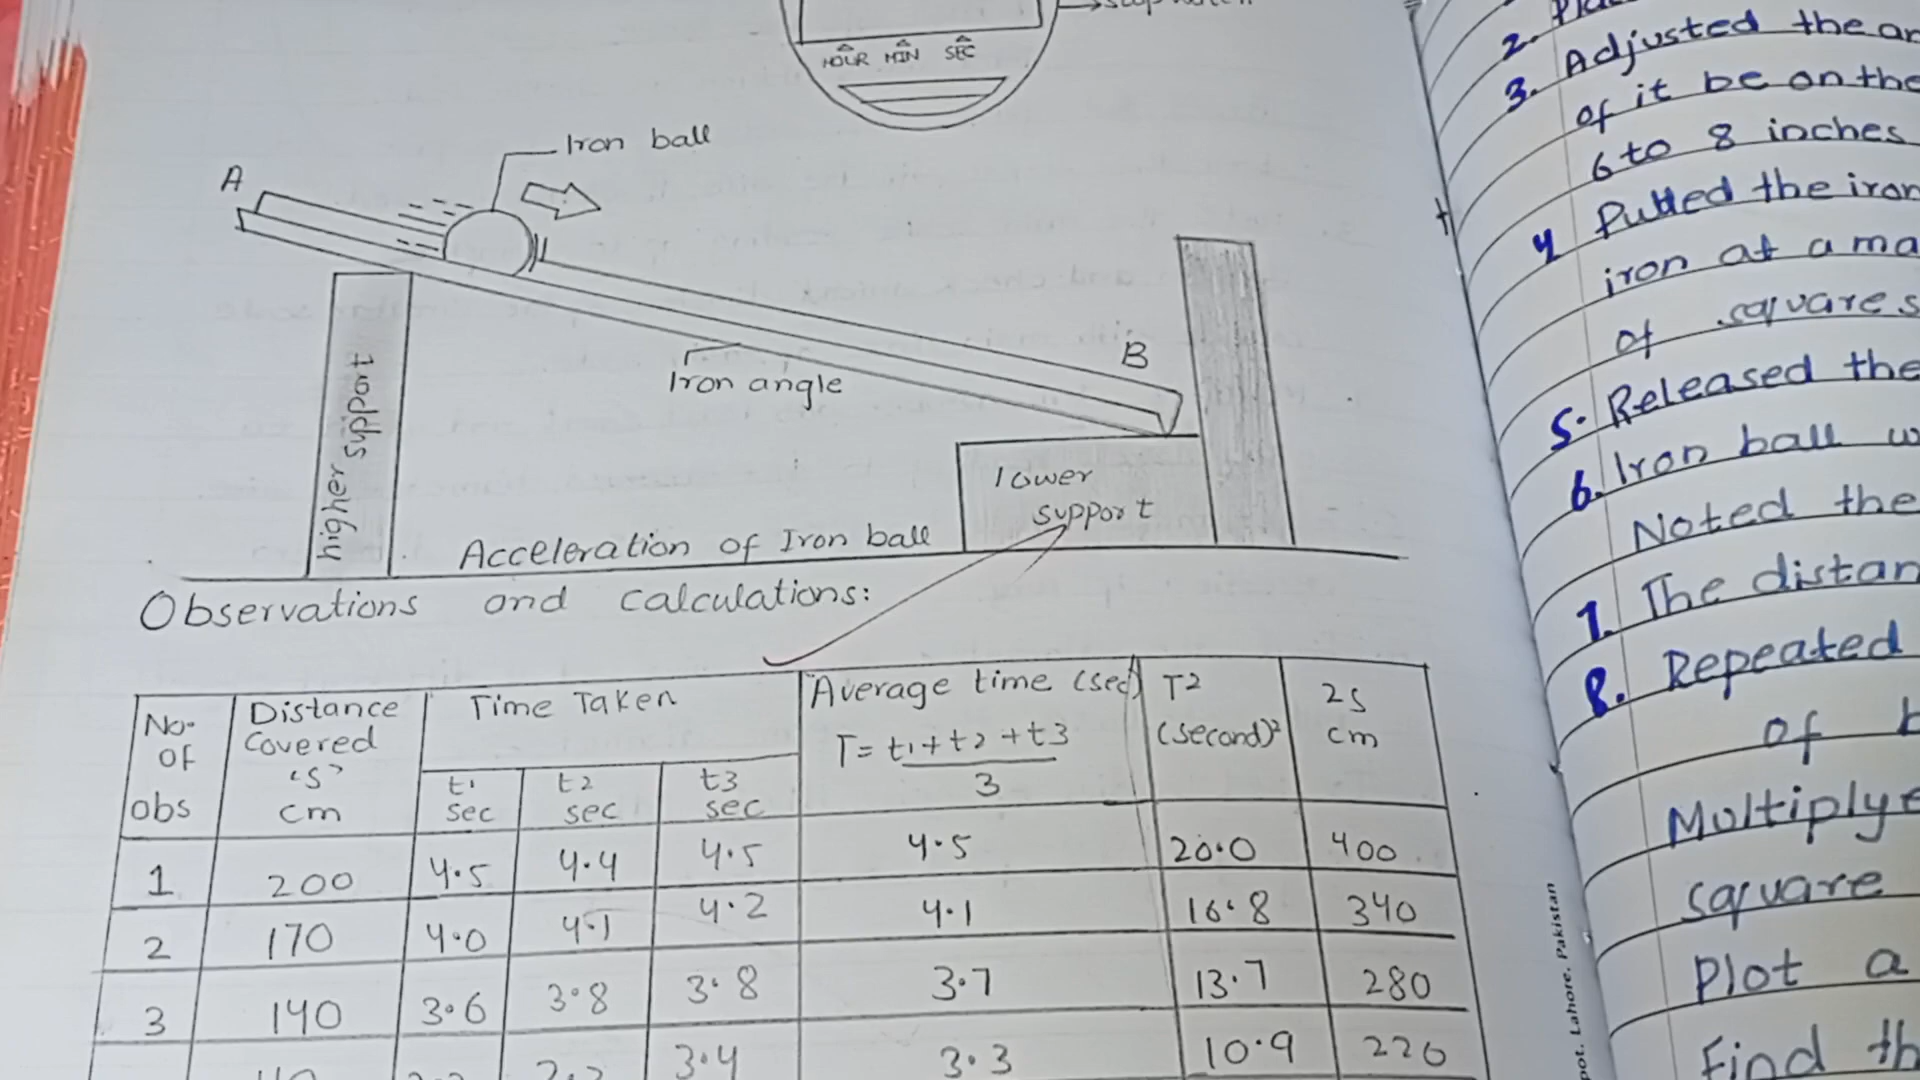 HOUR MIN SEC
Iron ball
A
B
Iron angle
higher support
lower
support
Acceleration of Iron ball
Observations and calculations:
No. of obs | Distance Covered 'S' cm | Time Taken | Average time (sec) T = t1+t2+t3 / 3 | T2 (second)² | 2S cm
t1 sec | t2 sec | t3 sec
1 | 200 | 4.5 | 4.4 | 4.5 | 4.5 | 20.0 | 400
2 | 170 | 4.0 | 4.1 | 4.2 | 4.1 | 16.8 | 340
3 | 140 | 3.6 | 3.8 | 3.8 | 3.7 | 13.7 | 280
3.4 | 3.3 | 10.9 | 220
2.
3. Adjusted the
of it be on the
6 to 8 inches
4 Putted the iron
iron at a
of squares
5. Released the
6. Iron ball
Noted the
7. The
8. Repeated
of
square
Plot a
Find
Lahore. Pakistan